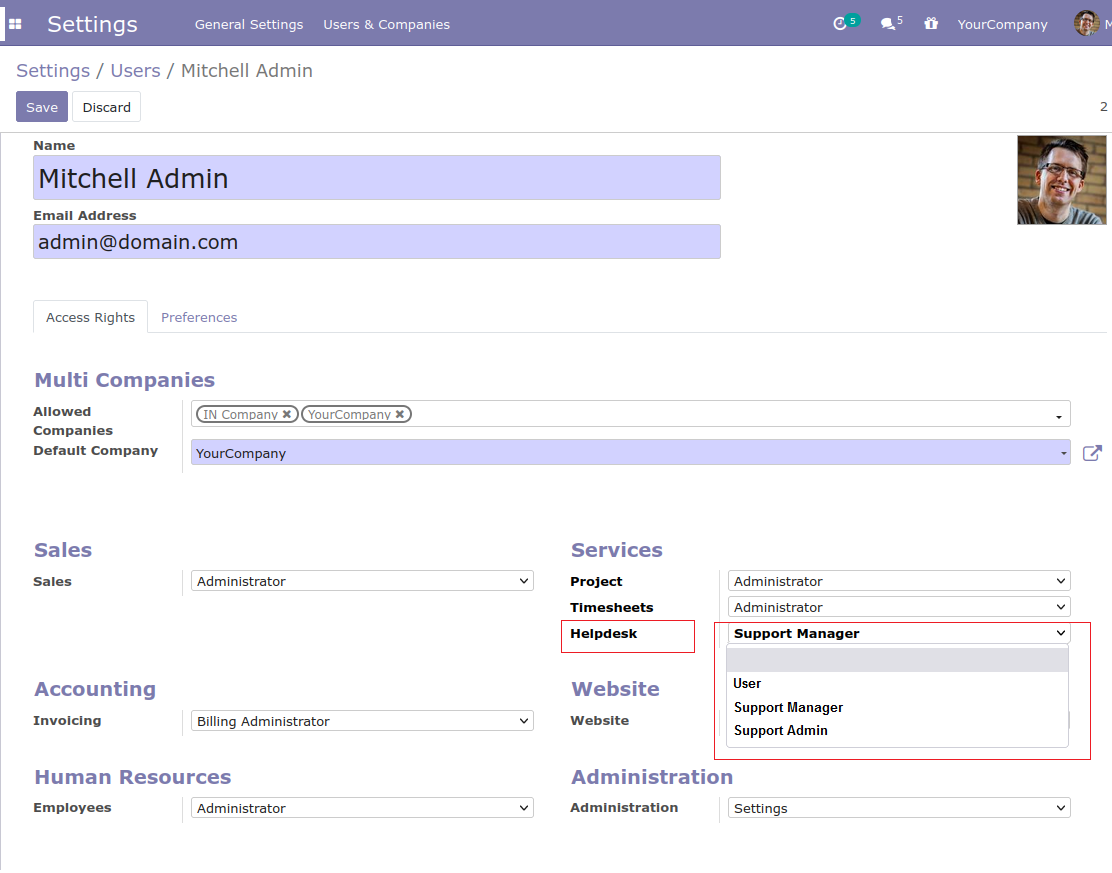 Settings General Settings Users & Companies 5 5 YourCompany M
Settings / Users / Mitchell Admin
Save Discard 2
Name
Mitchell Admin
Email Address
admin@domain.com
Access Rights Preferences
Multi Companies
Allowed Companies IN Company ✖ YourCompany ✖
Default Company YourCompany
Sales
Sales Administrator
Services
Project Administrator
Timesheets Administrator
Helpdesk Support Manager
User
Support Manager
Support Admin
Accounting
Invoicing Billing Administrator
Website
Website
Human Resources
Employees Administrator
Administration
Administration Settings